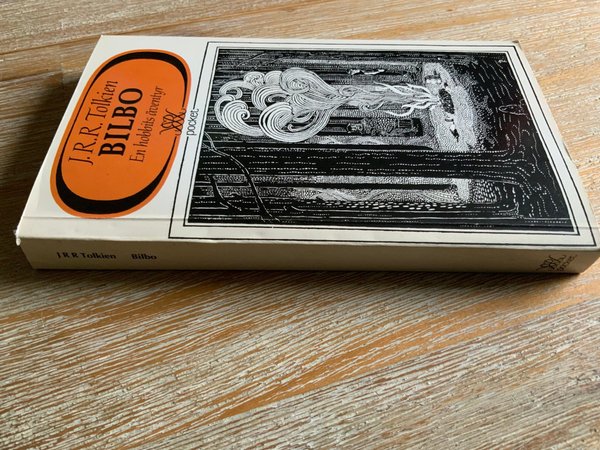 J.R.R. Tolkien
BILBO
En hobbits äventyr
pocket
J R R Tolkien Bilbo